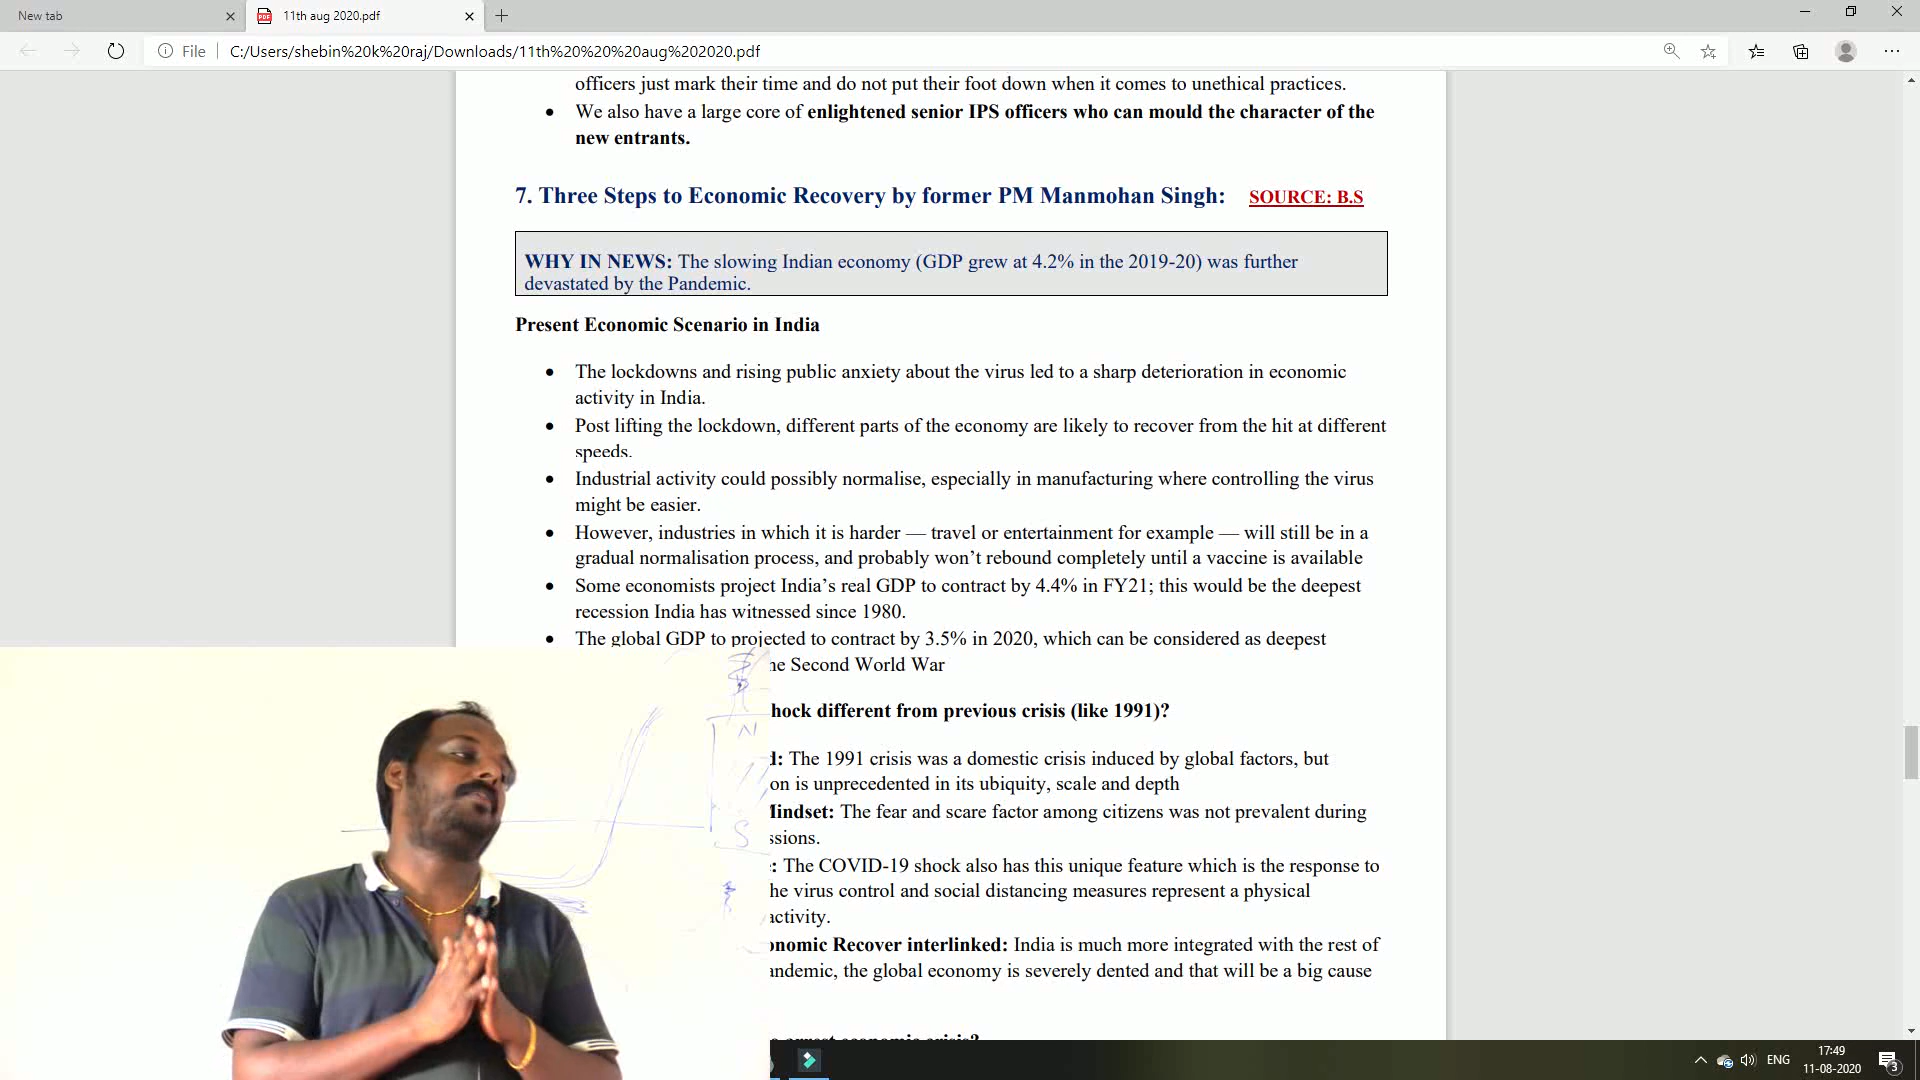 New tab
11th aug 2020.pdf
File
C:/Users/shebin%20k%20raj/Downloads/11th%20%20%20aug%202020.pdf
officers just mark their time and do not put their foot down when it comes to unethical practices.
• We also have a large core of enlightened senior IPS officers who can mould the character of the
new entrants.
7. Three Steps to Economic Recovery by former PM Manmohan Singh: SOURCE: B.S
WHY IN NEWS: The slowing Indian economy (GDP grew at 4.2% in the 2019-20) was further
devastated by the Pandemic.
Present Economic Scenario in India
• The lockdowns and rising public anxiety about the virus led to a sharp deterioration in economic
activity in India.
• Post lifting the lockdown, different parts of the economy are likely to recover from the hit at different
speeds.
• Industrial activity could possibly normalise, especially in manufacturing where controlling the virus
might be easier.
• However, industries in which it is harder — travel or entertainment for example — will still be in a
gradual normalisation process, and probably won’t rebound completely until a vaccine is available
• Some economists project India’s real GDP to contract by 4.4% in FY21; this would be the deepest
recession India has witnessed since 1980.
• The global GDP to projected to contract by 3.5% in 2020, which can be considered as deepest
he Second World War
hock different from previous crisis (like 1991)?
d: The 1991 crisis was a domestic crisis induced by global factors, but
on is unprecedented in its ubiquity, scale and depth
Mindset: The fear and scare factor among citizens was not prevalent during
ssions.
: The COVID-19 shock also has this unique feature which is the response to
he virus control and social distancing measures represent a physical
activity.
onomic Recover interlinked: India is much more integrated with the rest of
andemic, the global economy is severely dented and that will be a big cause
arrest economic crisis?
N
S
ENG
17:49
11-08-2020
3